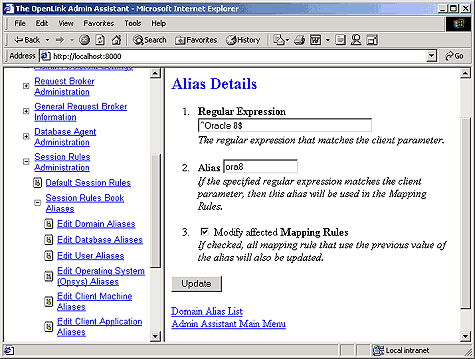 The OpenLink Admin Assistant - Microsoft Internet Explorer
File Edit View Favorites Tools Help
Back Search Favorites History
Address http://localhost:8000 Go
Request Broker
Administration
General Request Broker
Information
Database Agent
Administration
Session Rules
Administration
Default Session Rules
Session Rules Book
Aliases
Edit Domain Aliases
Edit Database Aliases
Edit User Aliases
Edit Operating System
(Opsys) Aliases
Edit Client Machine
Aliases
Edit Client Application
Aliases
Alias Details
1. Regular Expression
^Oracle 8$
The regular expression that matches the client parameter.
2. Alias oro8
If the specified regular expression matches the client
parameter, then this alias will be used in the Mapping
Rules.
3. Modify affected Mapping Rules
If checked, all mapping rule that use the previous value of
the alias will also be updated.
Update
Domain Alias List
Admin Assistant Main Menu
Local intranet